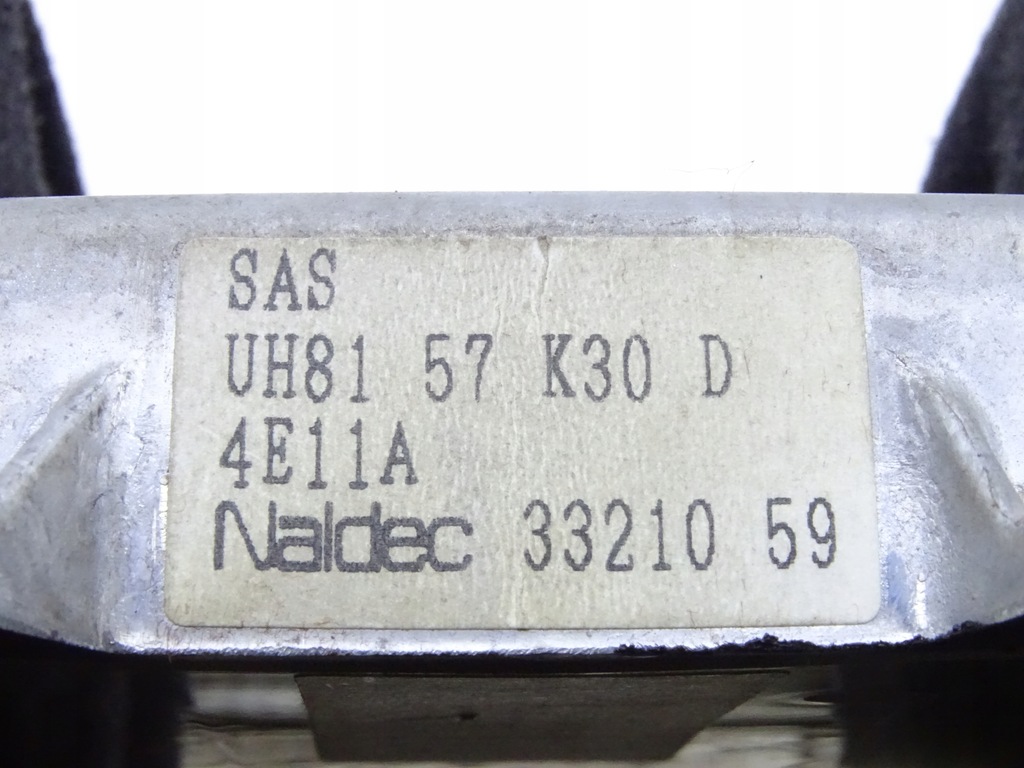 SAS
UH81 57 K30 D
4E11A
Naldec 33210 59